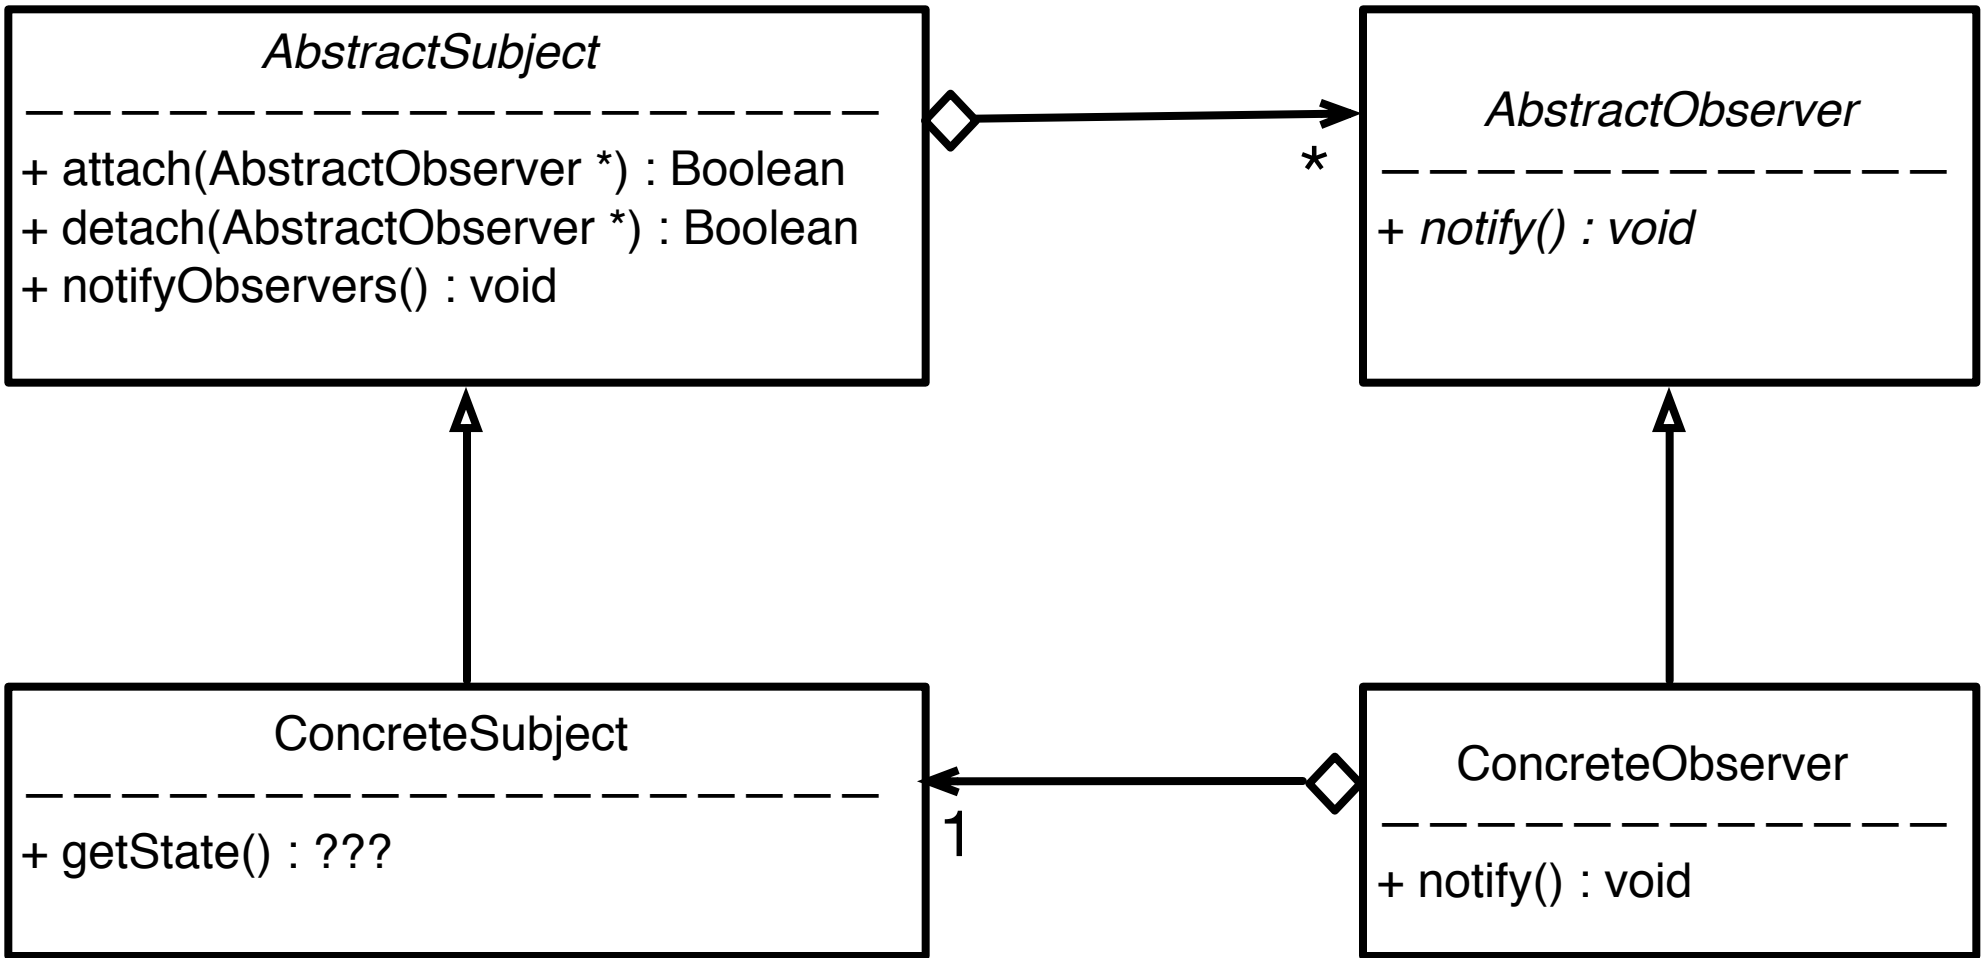 AbstractSubject
+ attach(AbstractObserver *) : Boolean
+ detach(AbstractObserver *) : Boolean
+ notifyObservers() : void
*
AbstractObserver
+ notify() : void
ConcreteSubject
+ getState() : ???
1
ConcreteObserver
+ notify() : void